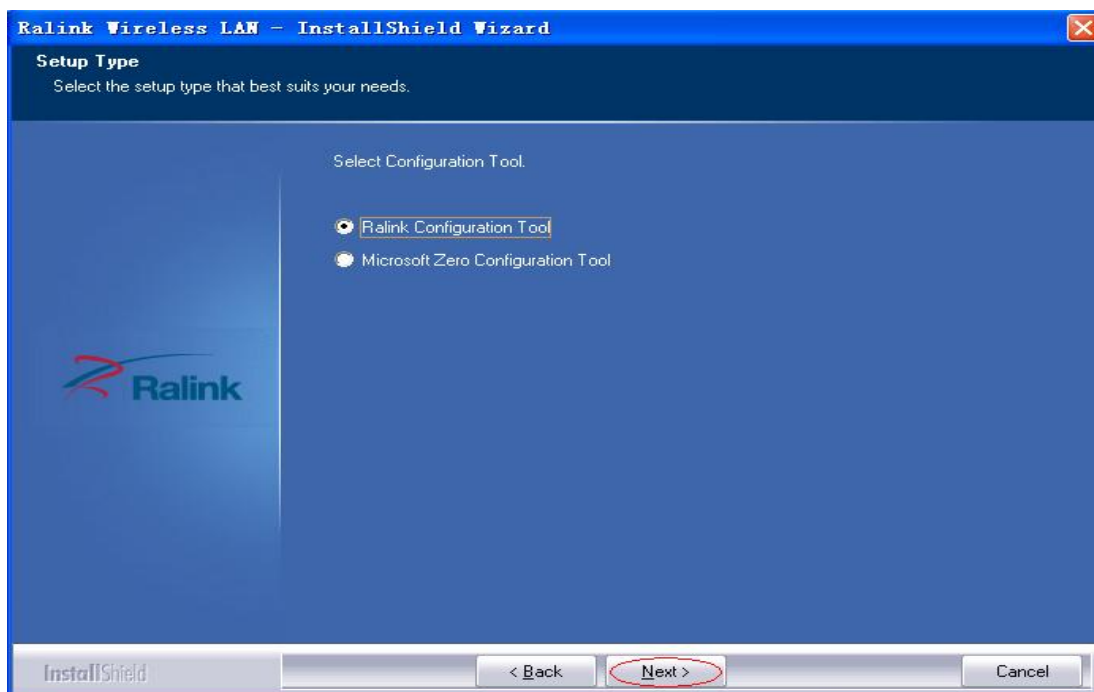 Ralink Wireless LAN - InstallShield Wizard
Setup Type
Select the setup type that best suits your needs.
Select Configuration Tool.
Ralink Configuration Tool
Microsoft Zero Configuration Tool
Ralink
InstallShield
< Back
Next >
Cancel